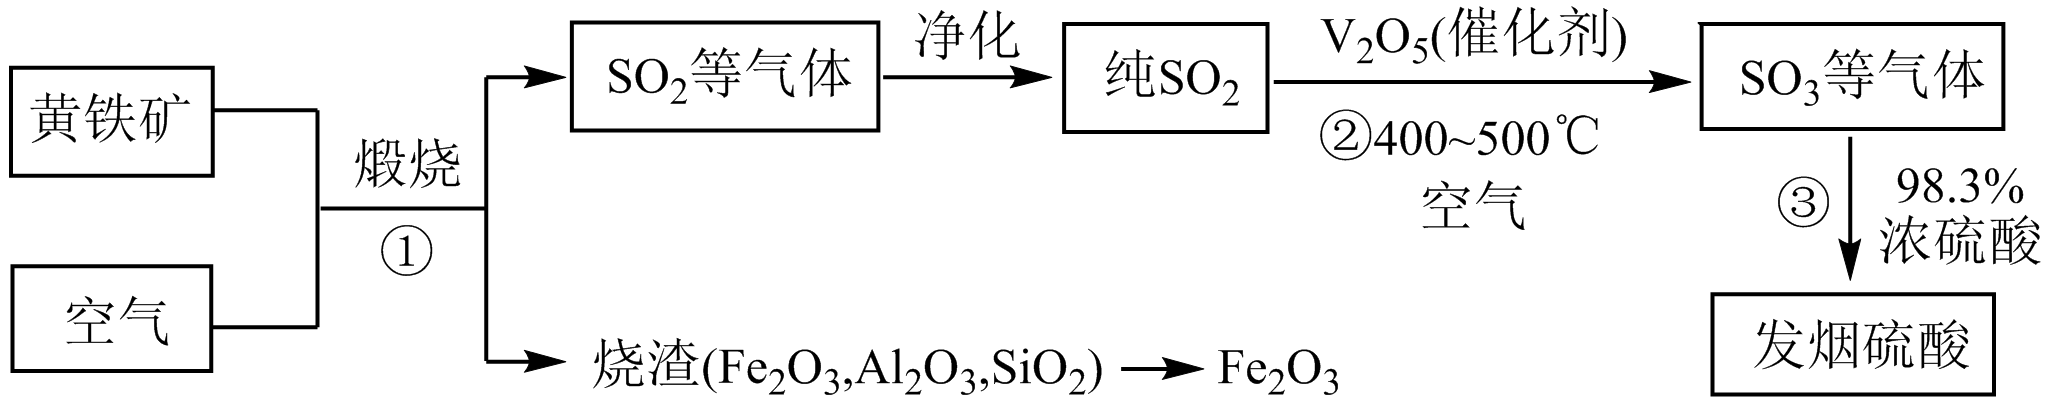 黄铁矿
空气
煅烧
①
SO₂等气体
净化
纯SO₂
V₂O₅(催化剂)
②400~500℃
空气
SO₃等气体
③
98.3%
浓硫酸
发烟硫酸
烧渣(Fe₂O₃,Al₂O₃,SiO₂)
Fe₂O₃